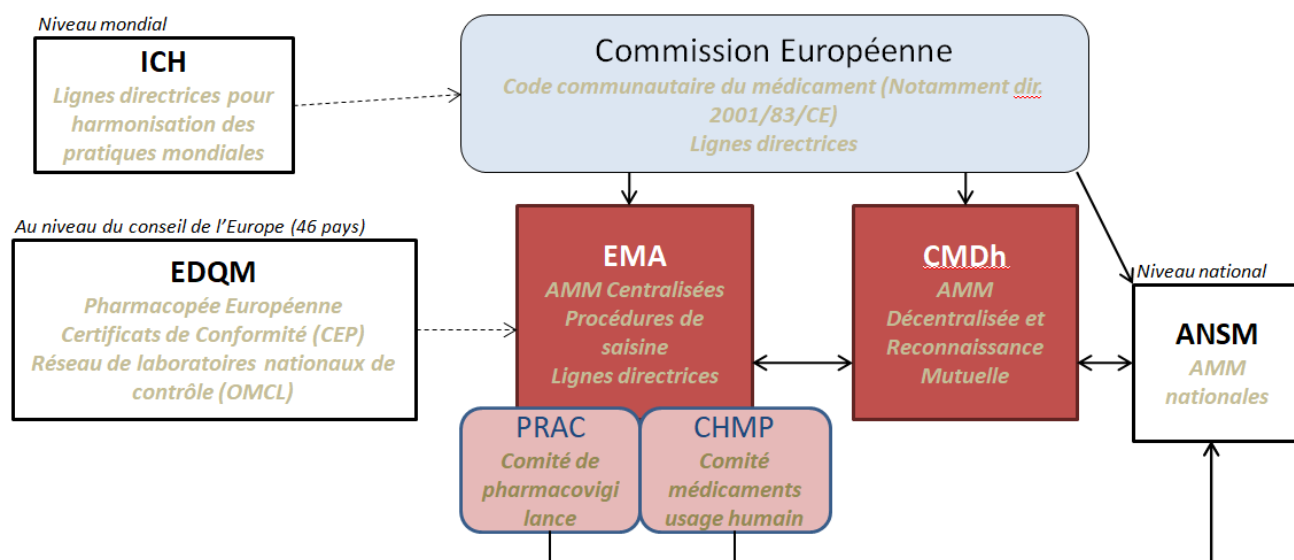 Niveau mondial
ICH
Lignes directrices pour
harmonisation des
pratiques mondiales
Commission Européenne
Code communautaire du médicament (Notamment dir.
2001/83/CE)
Lignes directrices
Au niveau du conseil de l'Europe (46 pays)
EDQM
Pharmacopée Européenne
Certificats de Conformité (CEP)
Réseau de laboratoires nationaux de
contrôle (OMCL)
EMA
AMM Centralisées
Procédures de
saisine
Lignes directrices
CMDh
AMM
Décentralisée et
Reconnaissance
Mutuelle
Niveau national
ANSM
AMM
nationales
PRAC
Comité de
pharmacovigi
lance
CHMP
Comité
médicaments
usage humain